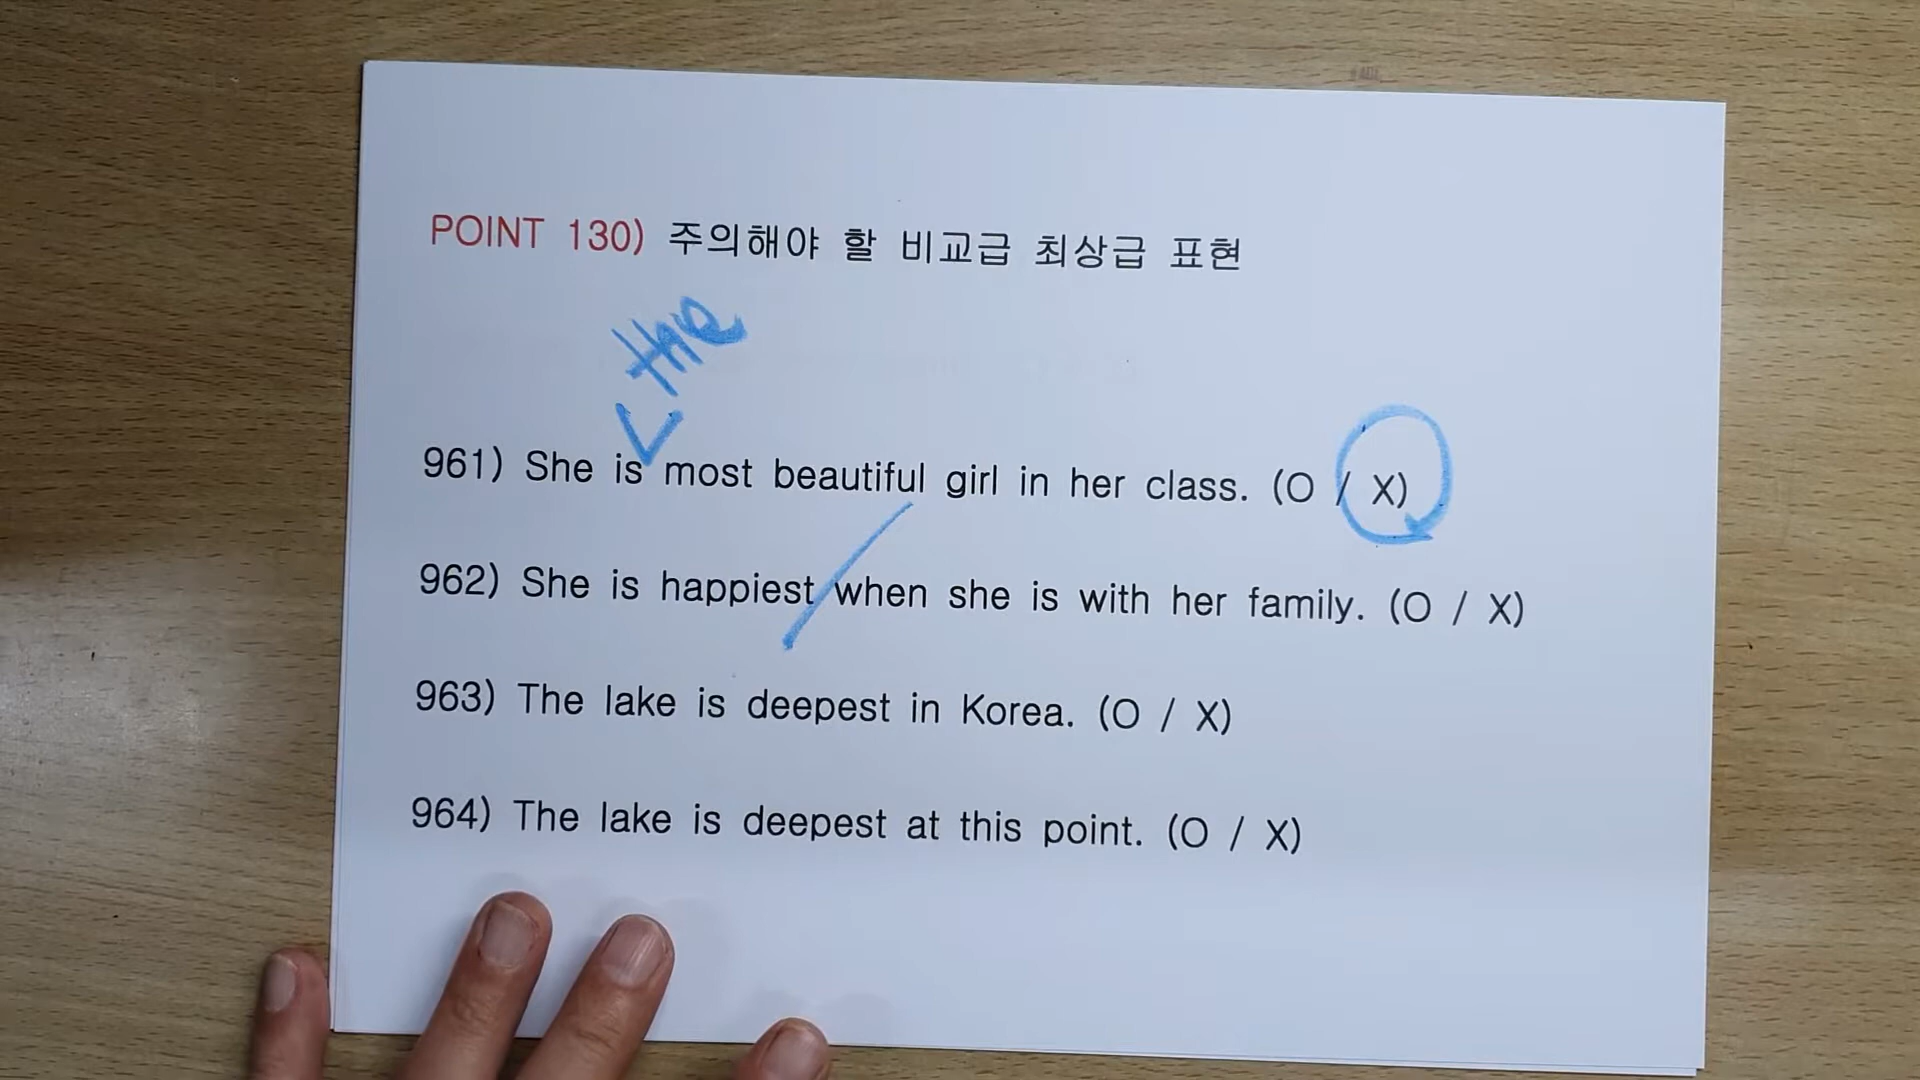 POINT 130) 주의해야 할 비교급 최상급 표현
the
961) She is most beautiful girl in her class. (O / X)
962) She is happiest when she is with her family. (O / X)
963) The lake is deepest in Korea. (O / X)
964) The lake is deepest at this point. (O / X)